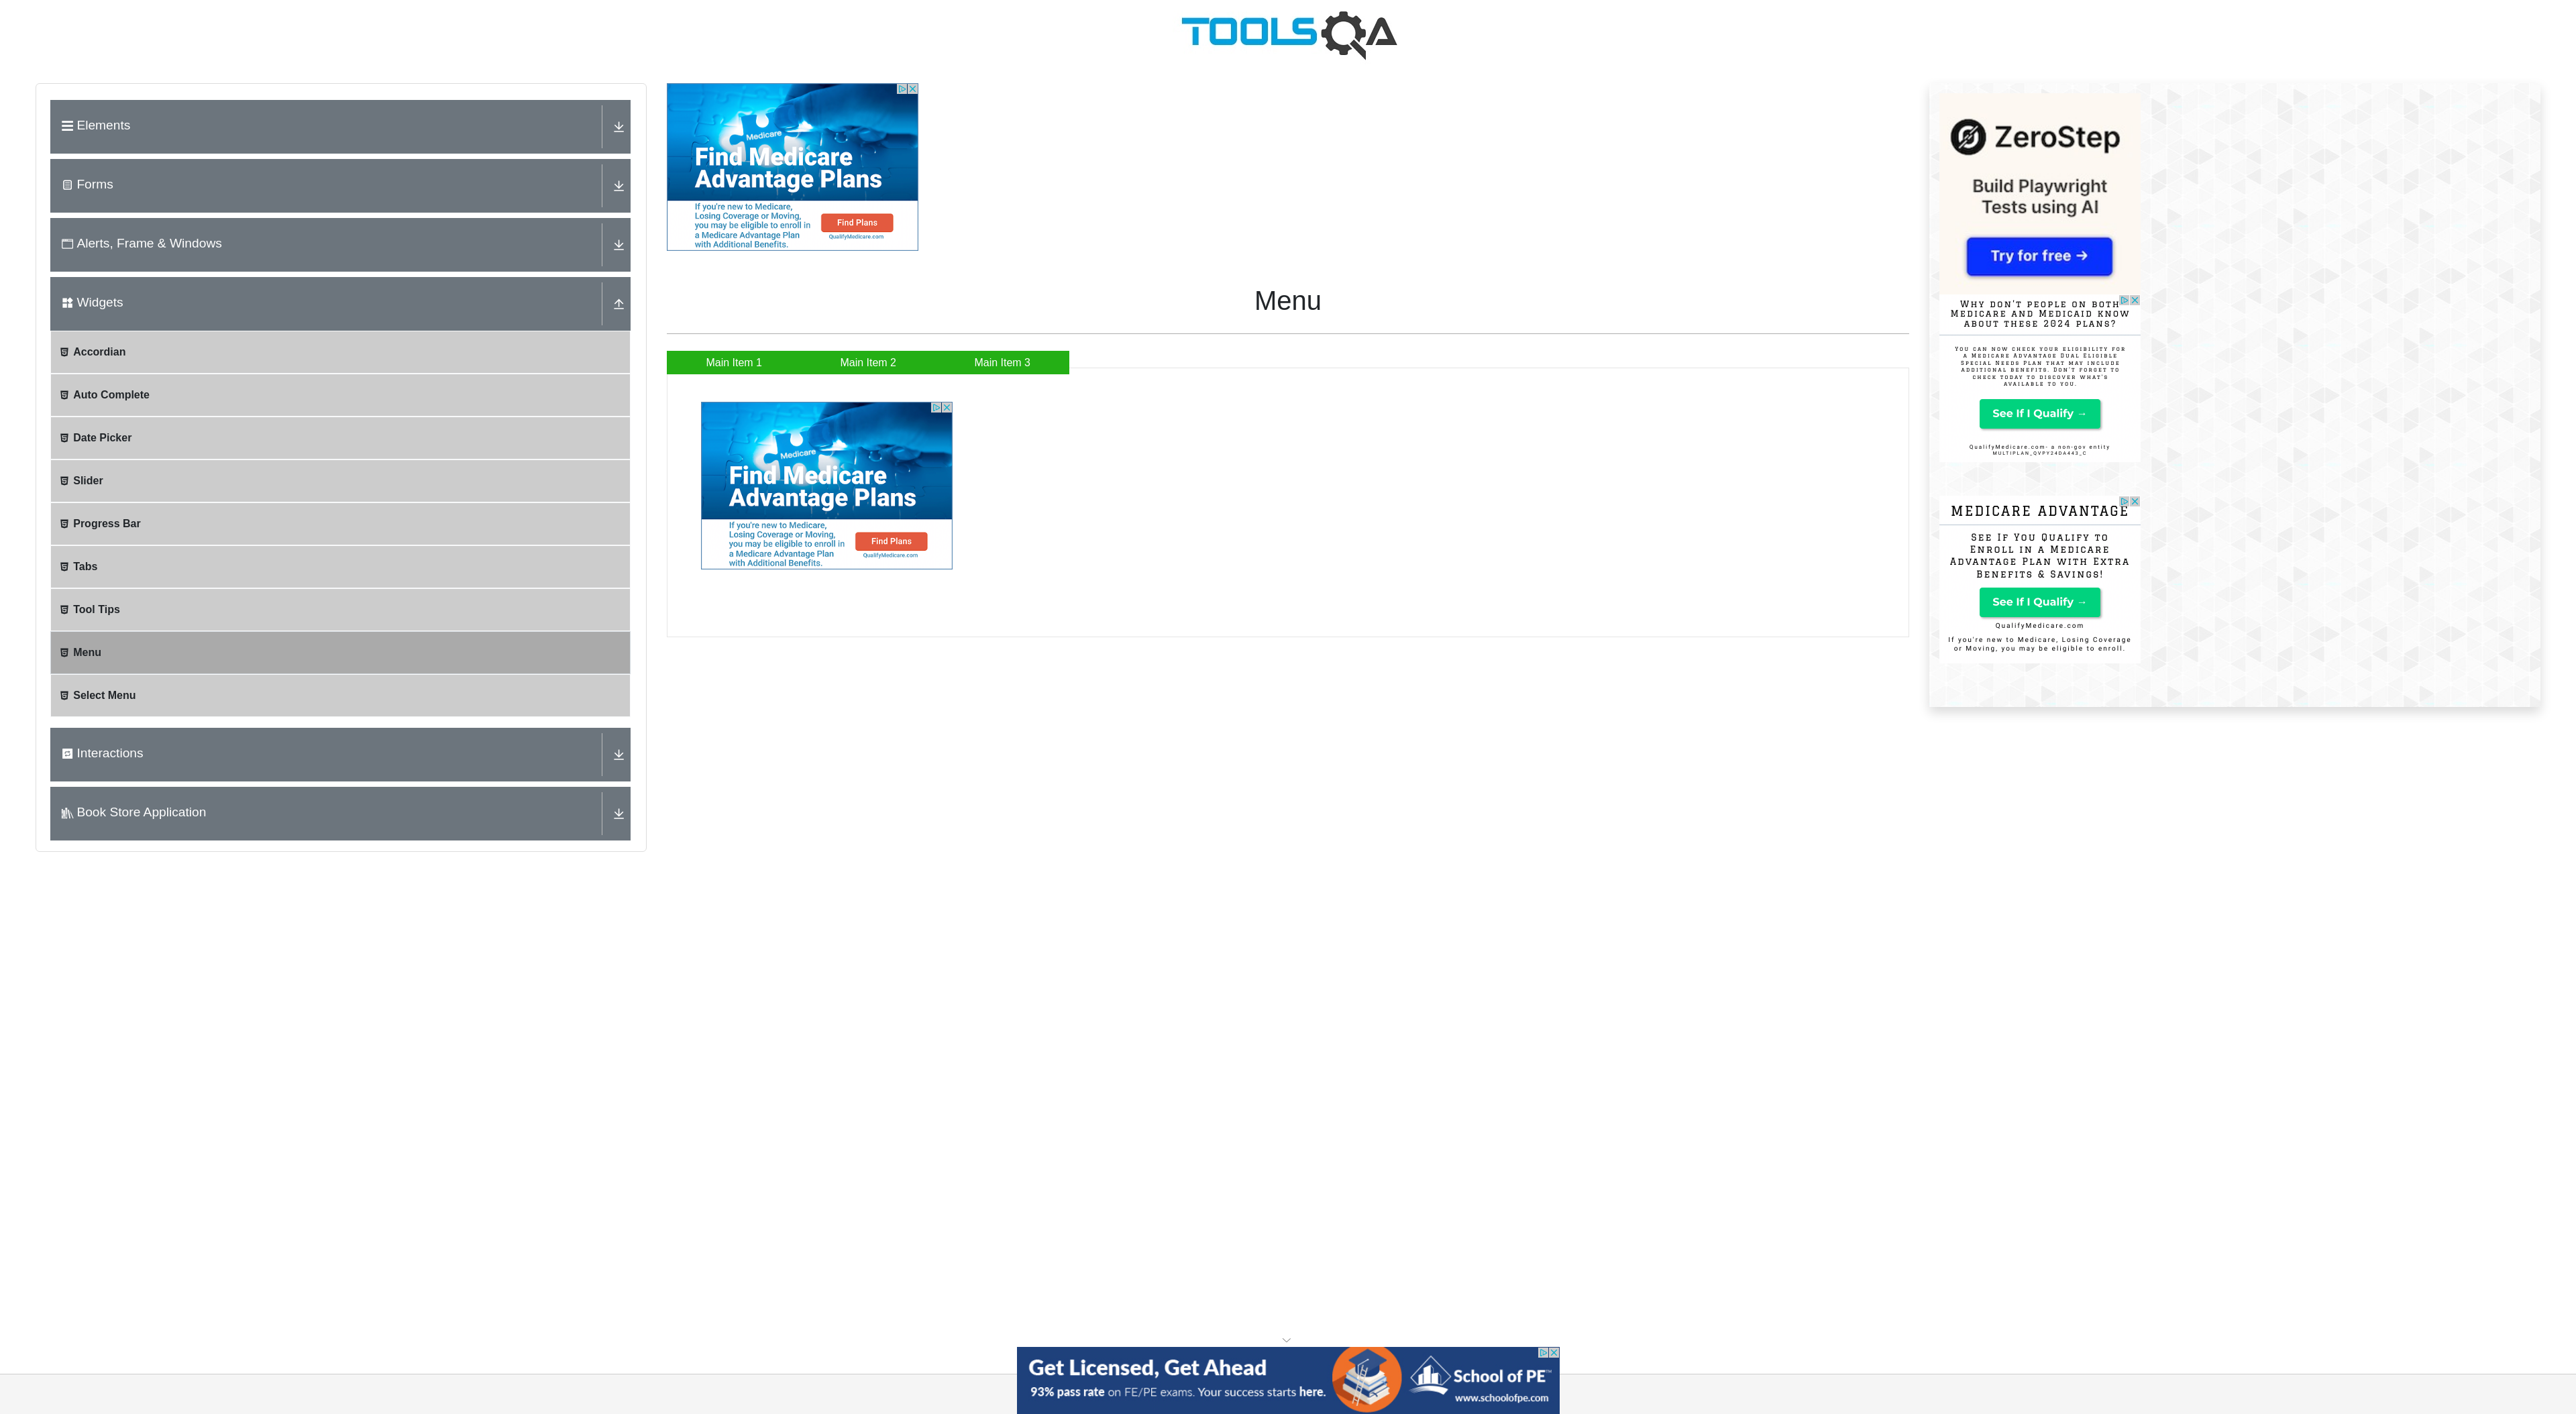 TOOLSQA
Elements
Forms
Alerts, Frame & Windows
Widgets
Accordian
Auto Complete
Date Picker
Slider
Progress Bar
Tabs
Tool Tips
Menu
Select Menu
Interactions
Book Store Application
Medicare
Find Medicare
Advantage Plans
If you're new to Medicare,
Losing Coverage or Moving,
you may be eligible to enroll in
a Medicare Advantage Plan
with Additional Benefits.
Find Plans
QualifyMedicare.com
Menu
Main Item 1
Main Item 2
Main Item 3
Medicare
Find Medicare
Advantage Plans
If you're new to Medicare,
Losing Coverage or Moving,
you may be eligible to enroll in
a Medicare Advantage Plan
with Additional Benefits.
Find Plans
QualifyMedicare.com
ZeroStep
Build Playwright
Tests using AI
Try for free →
Why don't people on both
Medicare and Medicaid know
about these 2024 plans?
You can now check your eligibility for
a Medicare Advantage Dual Eligible
Special Needs Plan that may include
additional benefits. Don't forget to
check today to discover what's
available to you.
See If I Qualify →
QualifyMedicare.com- a non-gov entity
MULTIPLAN_QVPY24DA443_C
MEDICARE ADVANTAGE
See If You Qualify to
Enroll in a Medicare
Advantage Plan with Extra
Benefits & Savings!
See If I Qualify →
QualifyMedicare.com
If you're new to Medicare, Losing Coverage
or Moving, you may be eligible to enroll.
Get Licensed, Get Ahead
93% pass rate on FE/PE exams. Your success starts here.
School of PE™
www.schoolofpe.com